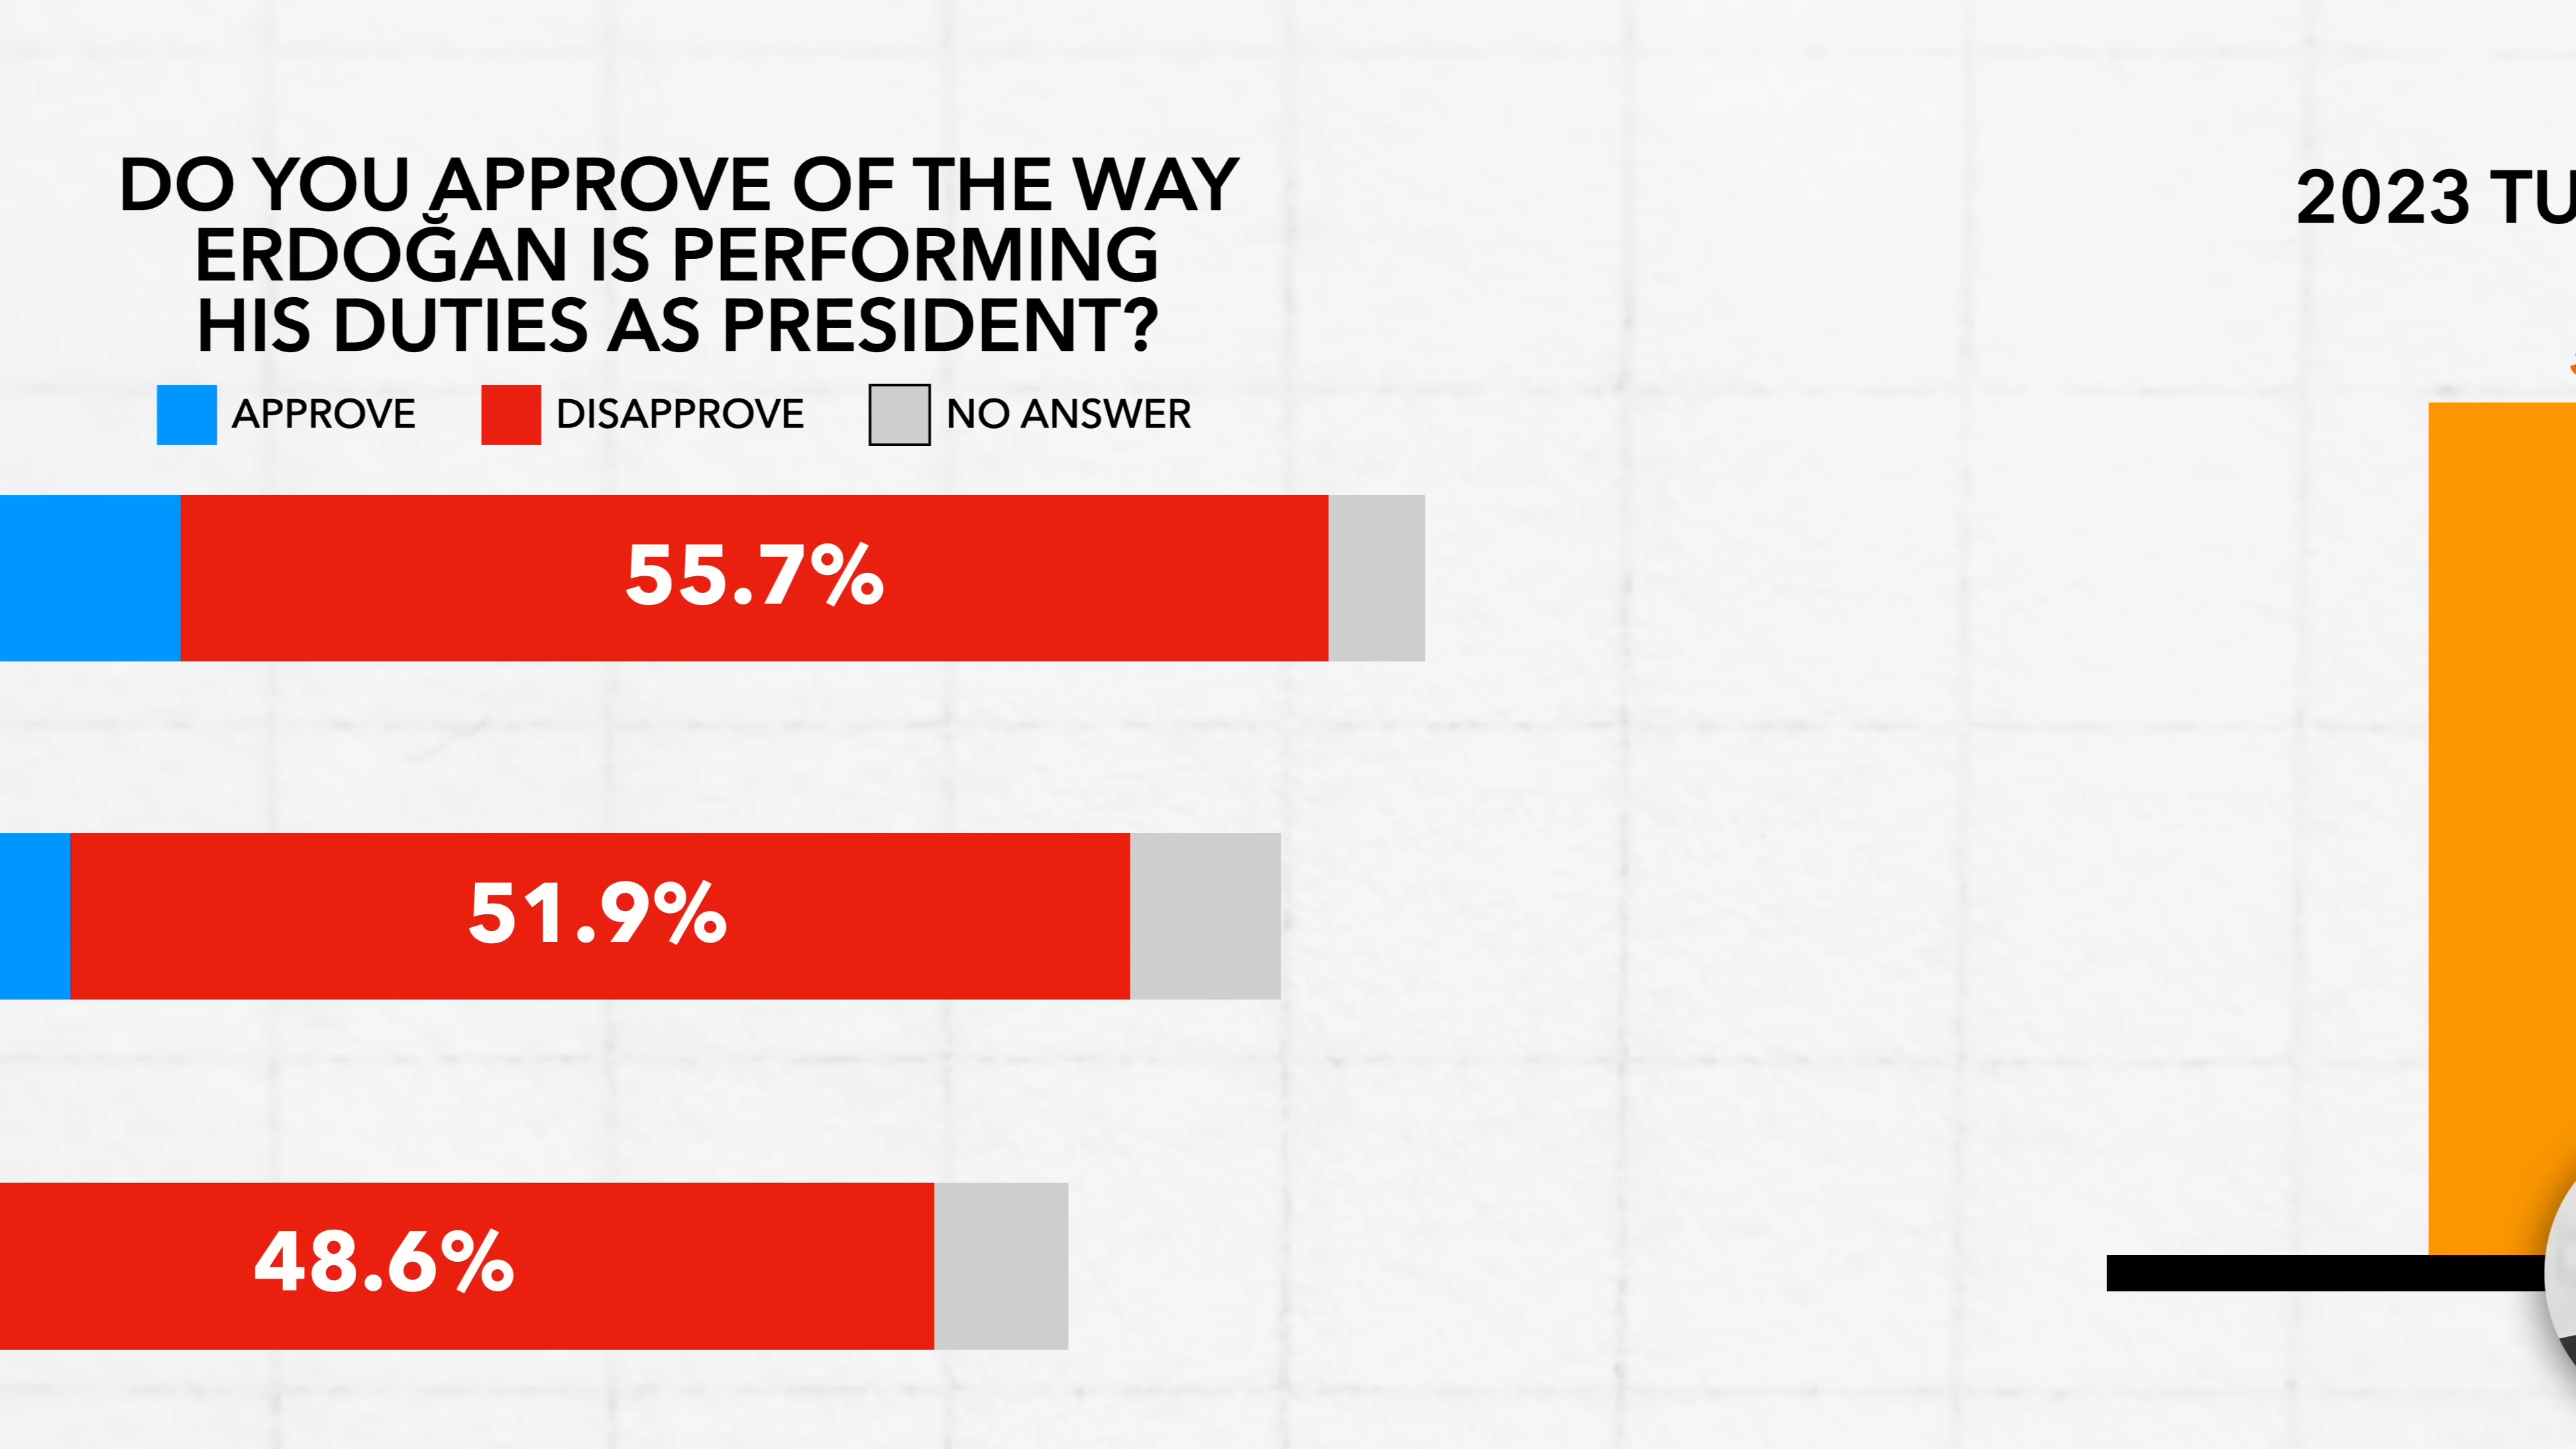 DO YOU APPROVE OF THE WAY
ERDOĞAN IS PERFORMING
HIS DUTIES AS PRESIDENT?
APPROVE DISAPPROVE NO ANSWER
55.7%
51.9%
48.6%
2023